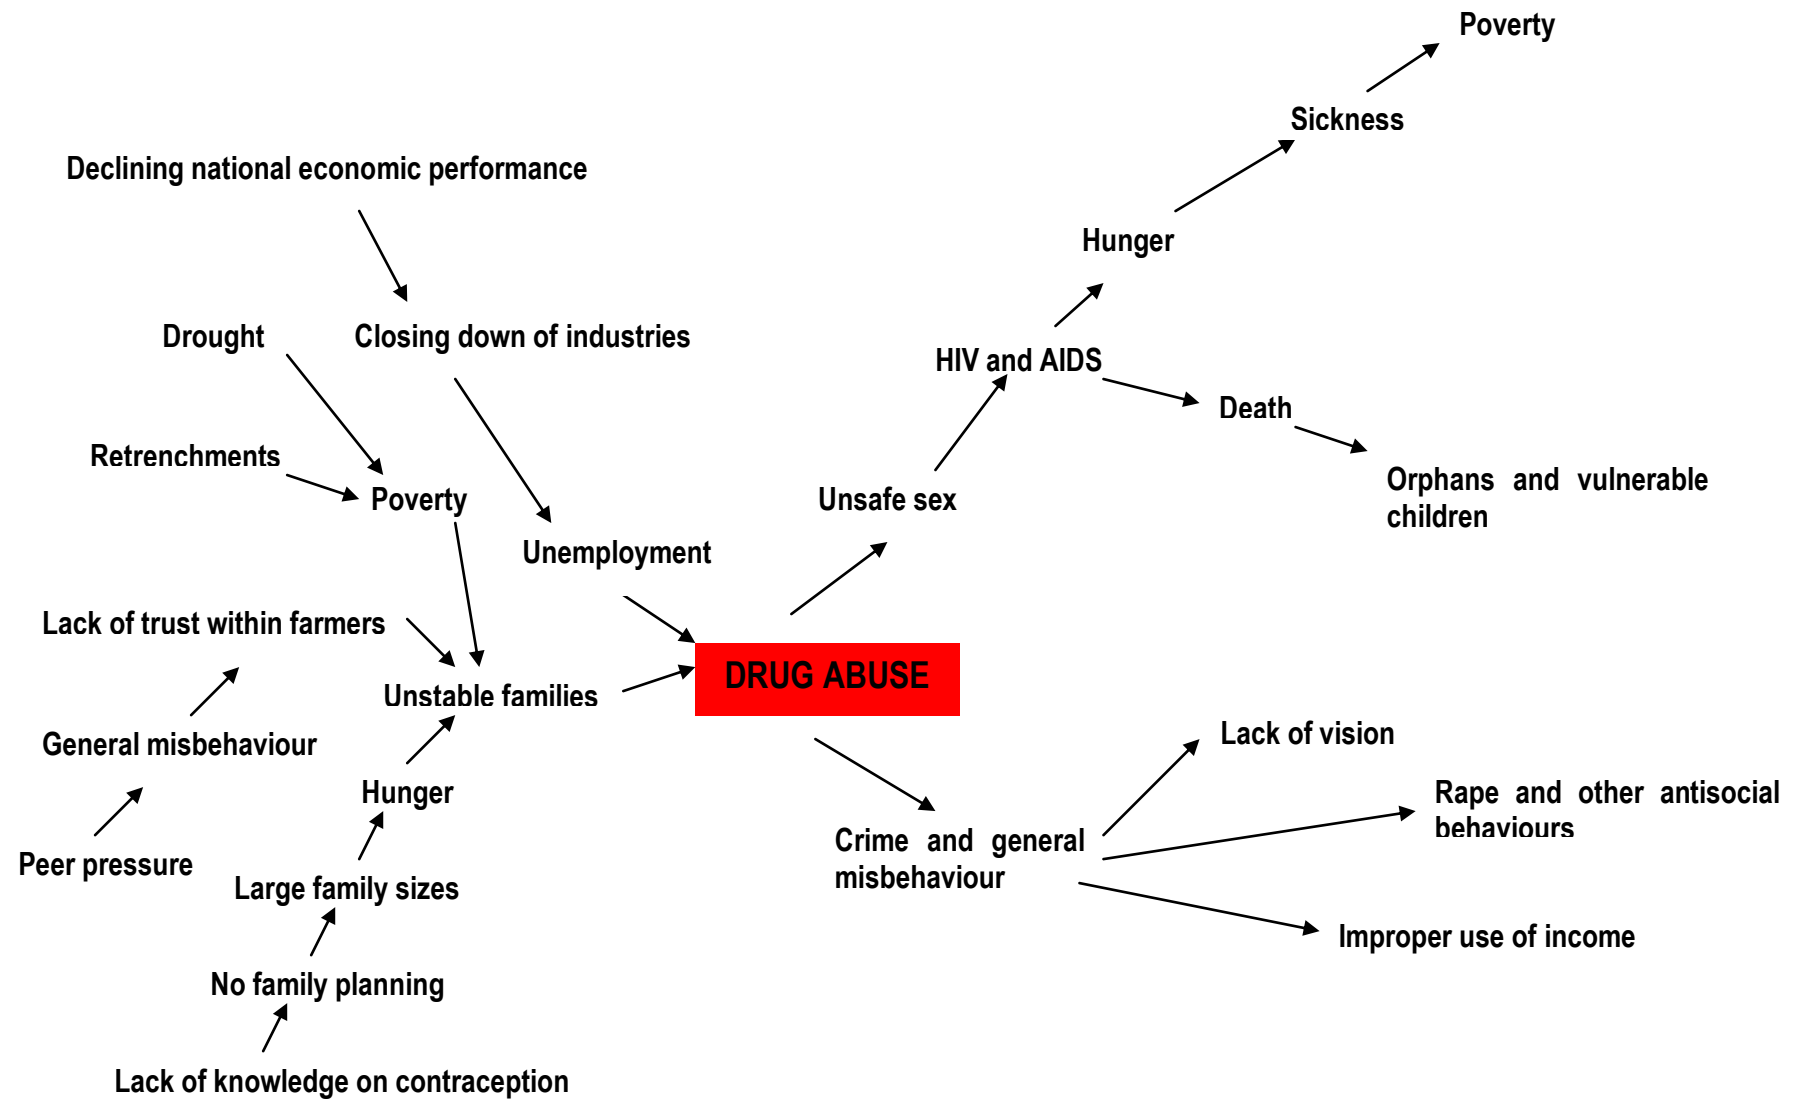 Poverty
Sickness
Declining national economic performance
Hunger
Drought
Closing down of industries
HIV and AIDS
Death
Retrenchments
Orphans and vulnerable
children
Poverty
Unsafe sex
Unemployment
Lack of trust within farmers
DRUG ABUSE
Unstable families
Lack of vision
General misbehaviour
Hunger
Rape and other antisocial
behaviours
Crime and general
misbehaviour
Peer pressure
Large family sizes
Improper use of income
No family planning
Lack of knowledge on contraception